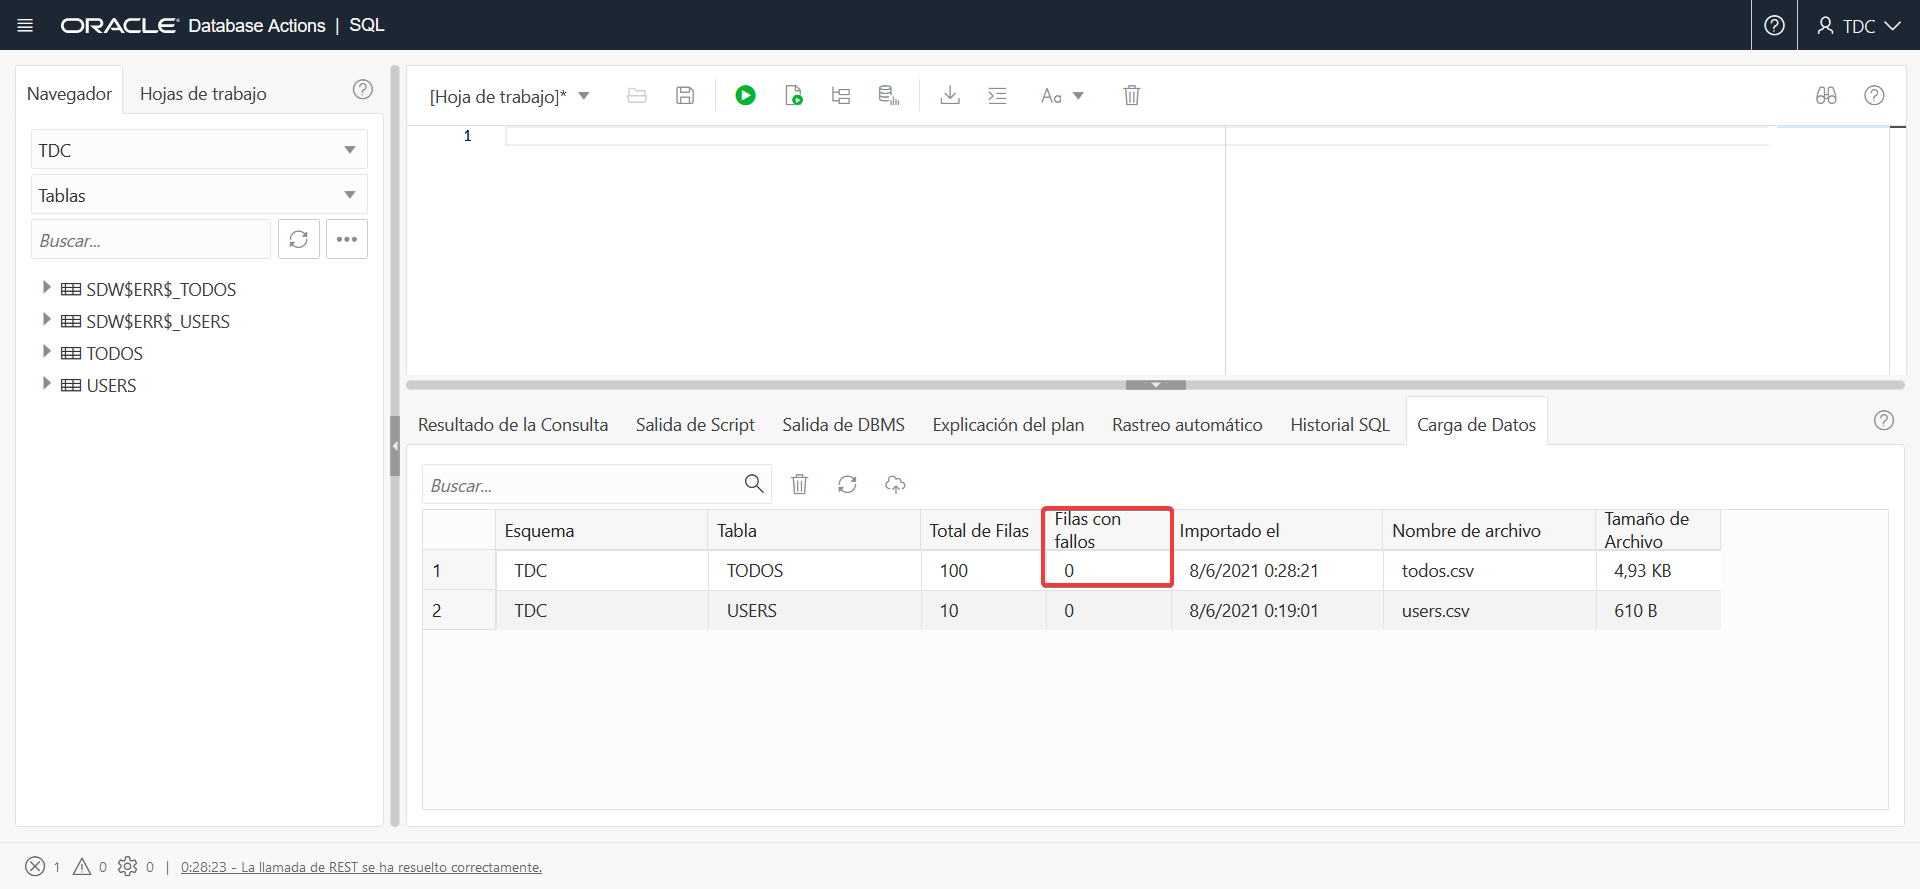 ORACLE® Database Actions | SQL
TDC
Navegador
Hojas de trabajo
TDC
Tablas
Buscar...
SDW$ERR$_TODOS
SDW$ERR$_USERS
TODOS
USERS
[Hoja de trabajo]*
Aa
1
Resultado de la Consulta
Salida de Script
Salida de DBMS
Explicación del plan
Rastreo automático
Historial SQL
Carga de Datos
Buscar...
Esquema
Tabla
Total de Filas
Filas con
fallos
Importado el
Nombre de archivo
Tamaño de
Archivo
1 TDC TODOS 100 0 8/6/2021 0:28:21 todos.csv 4,93 KB
2 TDC USERS 10 0 8/6/2021 0:19:01 users.csv 610 B
1 0 0 | 0:28:23 - La llamada de REST se ha resuelto correctamente.